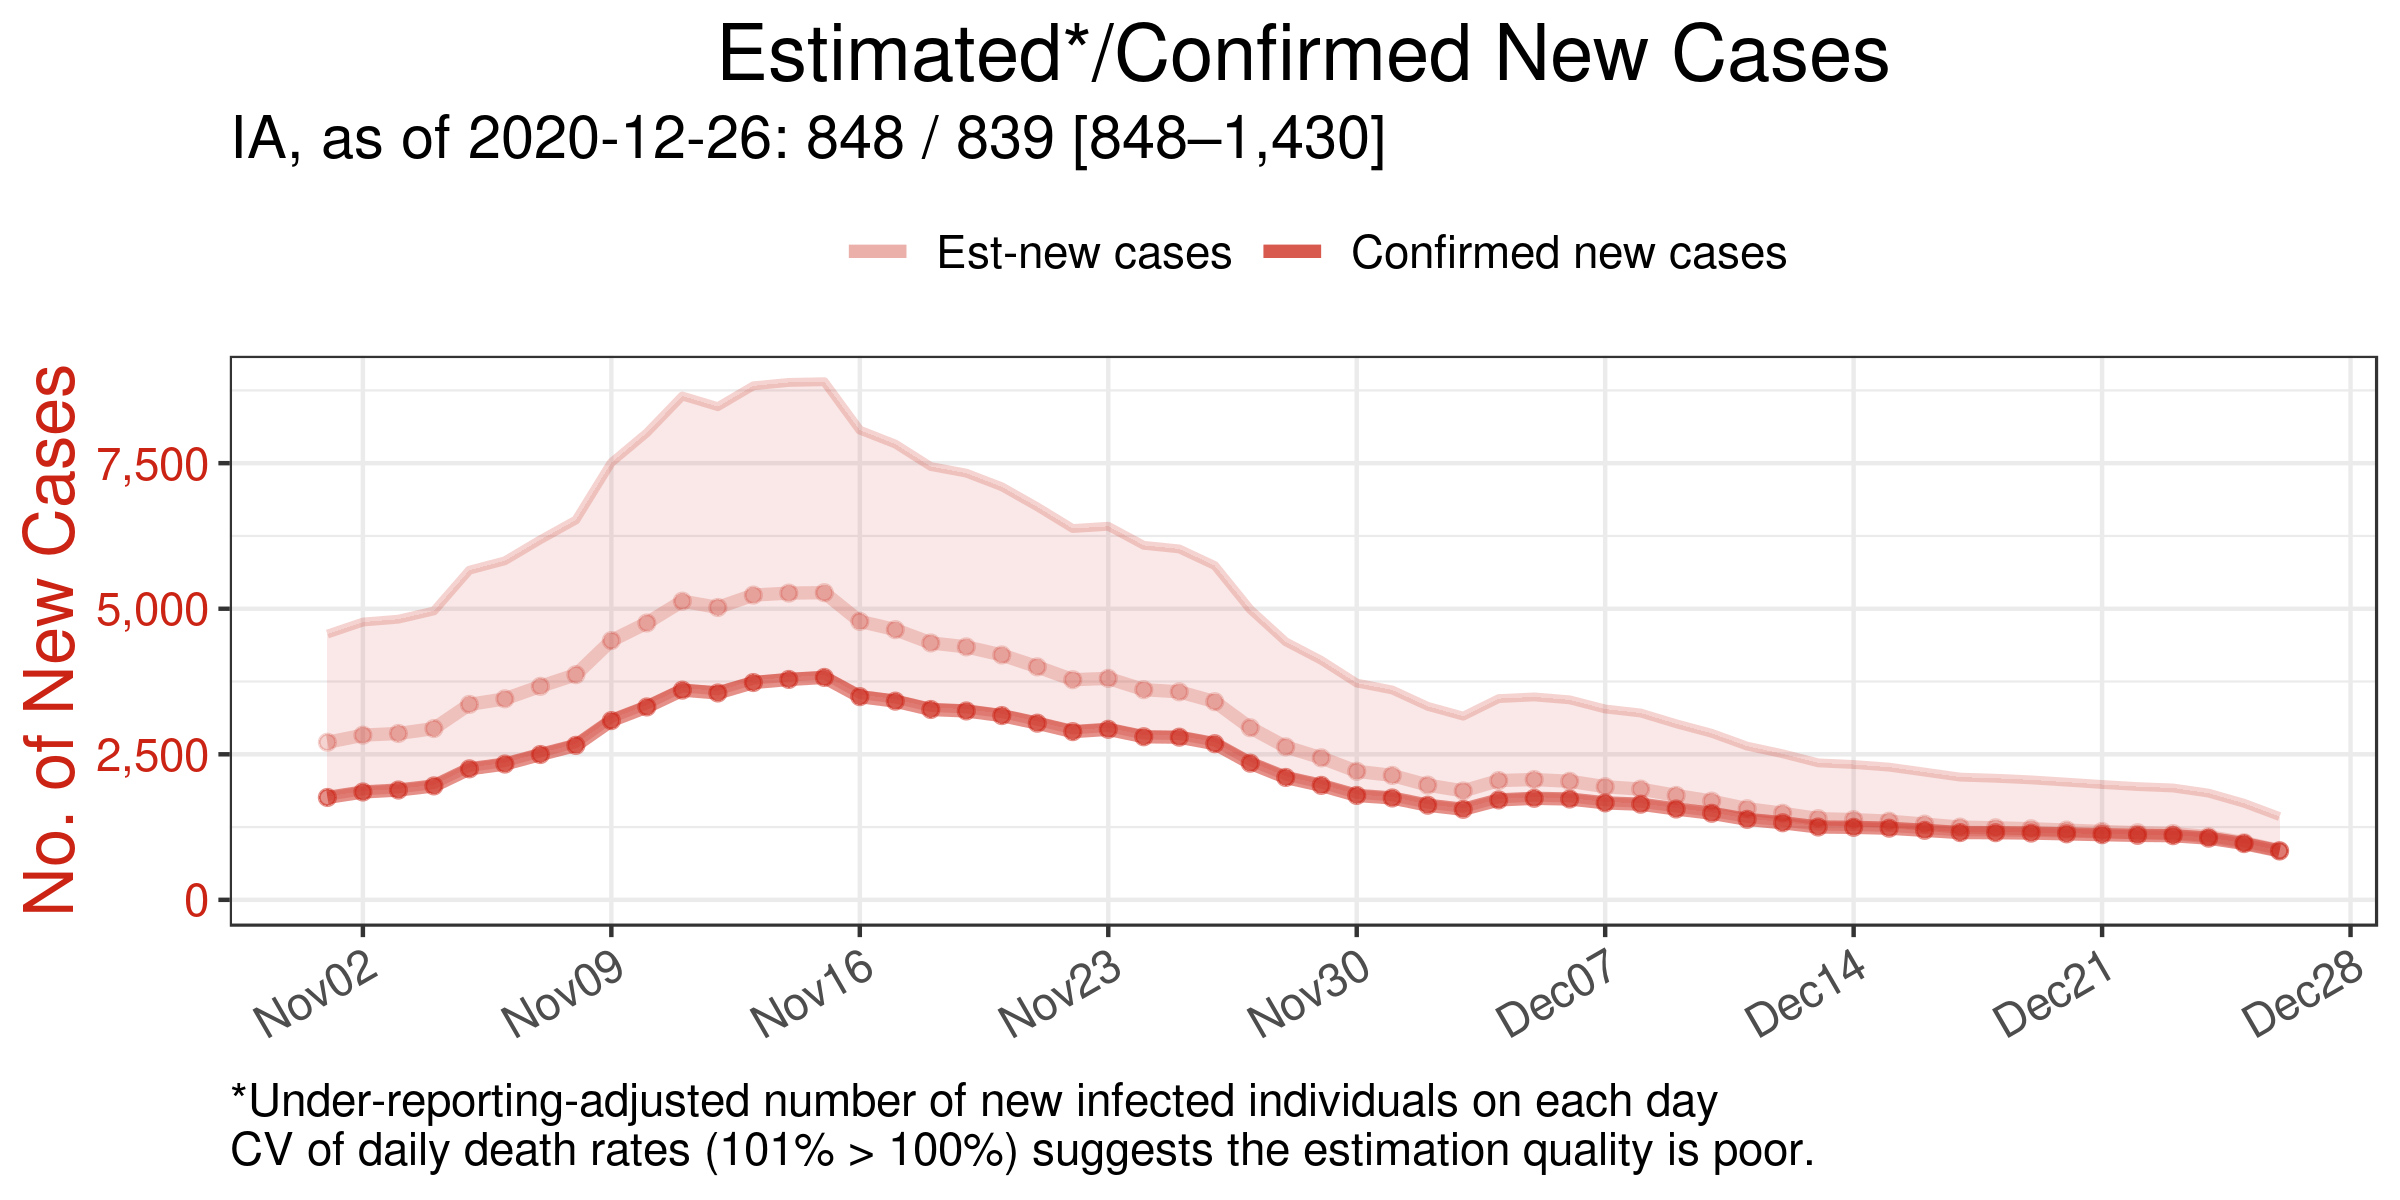 Estimated*/Confirmed New Cases
IA, as of 2020-12-26: 848 / 839 [848–1,430]
Est-new cases
Confirmed new cases
No. of New Cases
7,500
5,000
2,500
0
Nov02
Nov09
Nov16
Nov23
Nov30
Dec07
Dec14
Dec21
Dec28
*Under-reporting-adjusted number of new infected individuals on each day
CV of daily death rates (101% > 100%) suggests the estimation quality is poor.